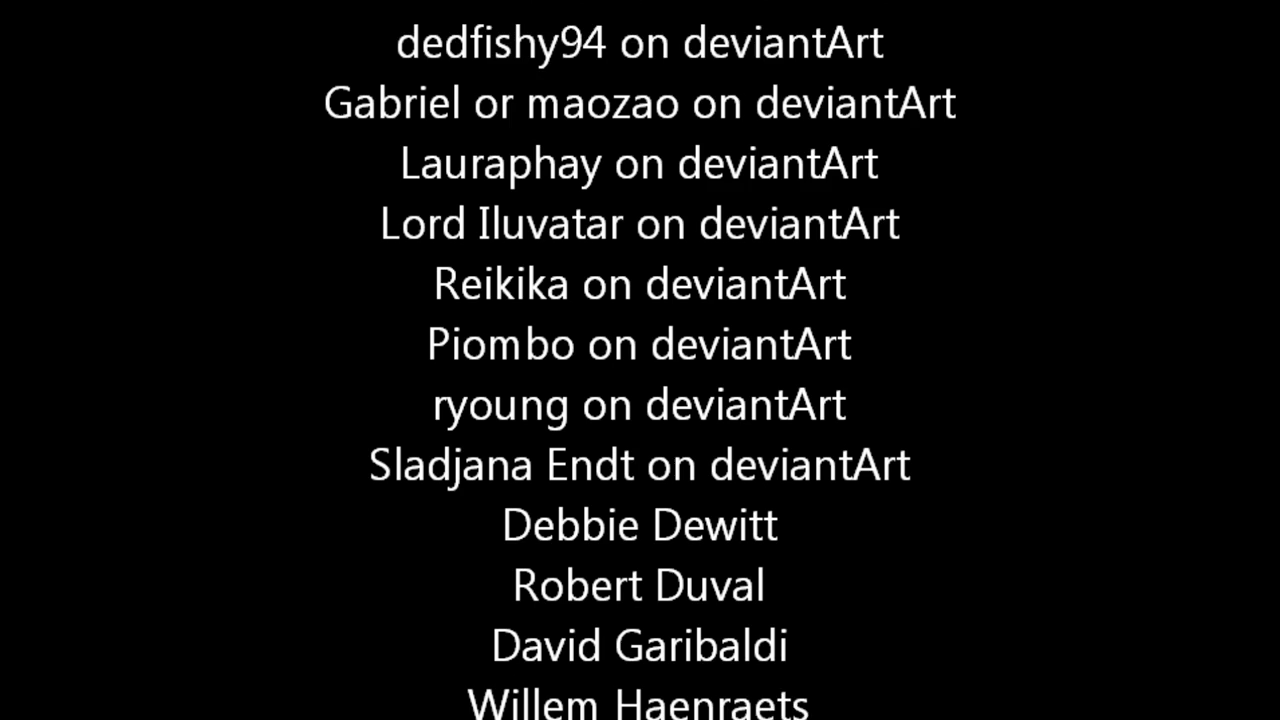 dedfishy94 on deviantArt
Gabriel or maozao on deviantArt
Lauraphay on deviantArt
Lord Iluvatar on deviantArt
Reikika on deviantArt
Piombo on deviantArt
ryoung on deviantArt
Sladjana Endt on deviantArt
Debbie Dewitt
Robert Duval
David Garibaldi
Willem Haenraets